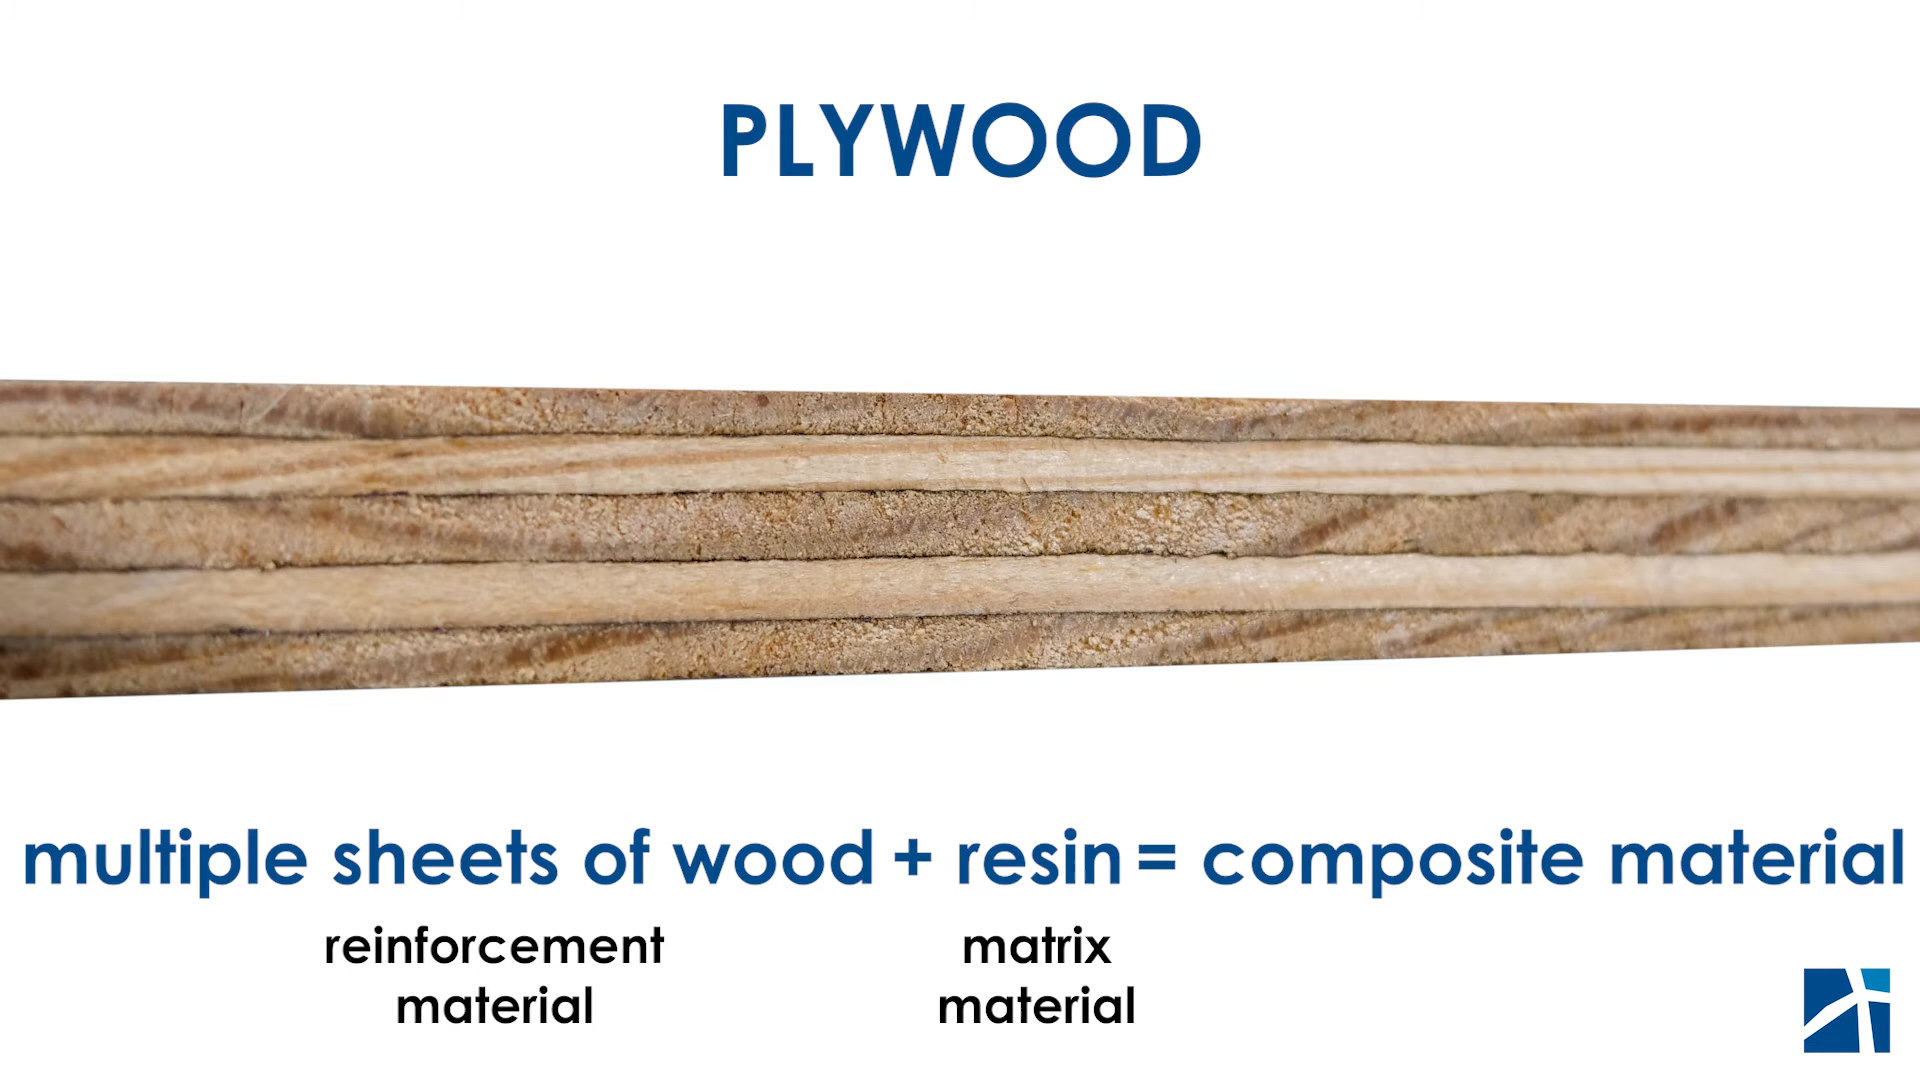 PLYWOOD
multiple sheets of wood + resin = composite material
reinforcement
material
matrix
material